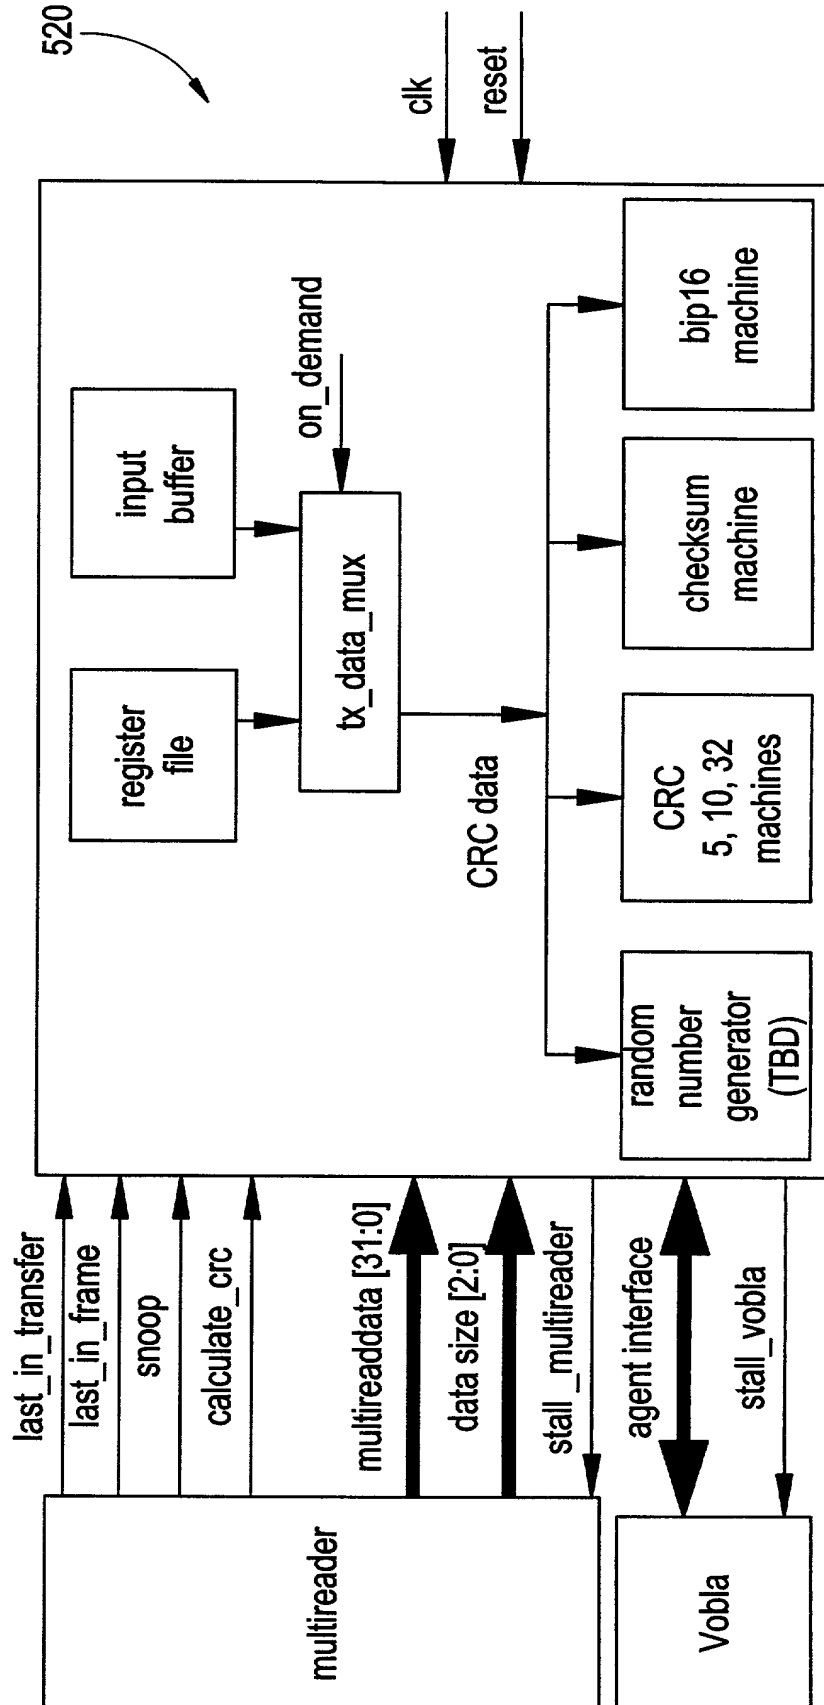 520
multireader
Vobla
last_in_transfer
last_in_frame
snoop
calculate_crc
multireaddata [31:0]
data size [2:0]
stall_multireader
agent interface
stall_vobla
register
file
input
buffer
tx_data_mux
on_demand
CRC data
random
number
generator
(TBD)
CRC
5, 10, 32
machines
checksum
machine
bip16
machine
clk
reset